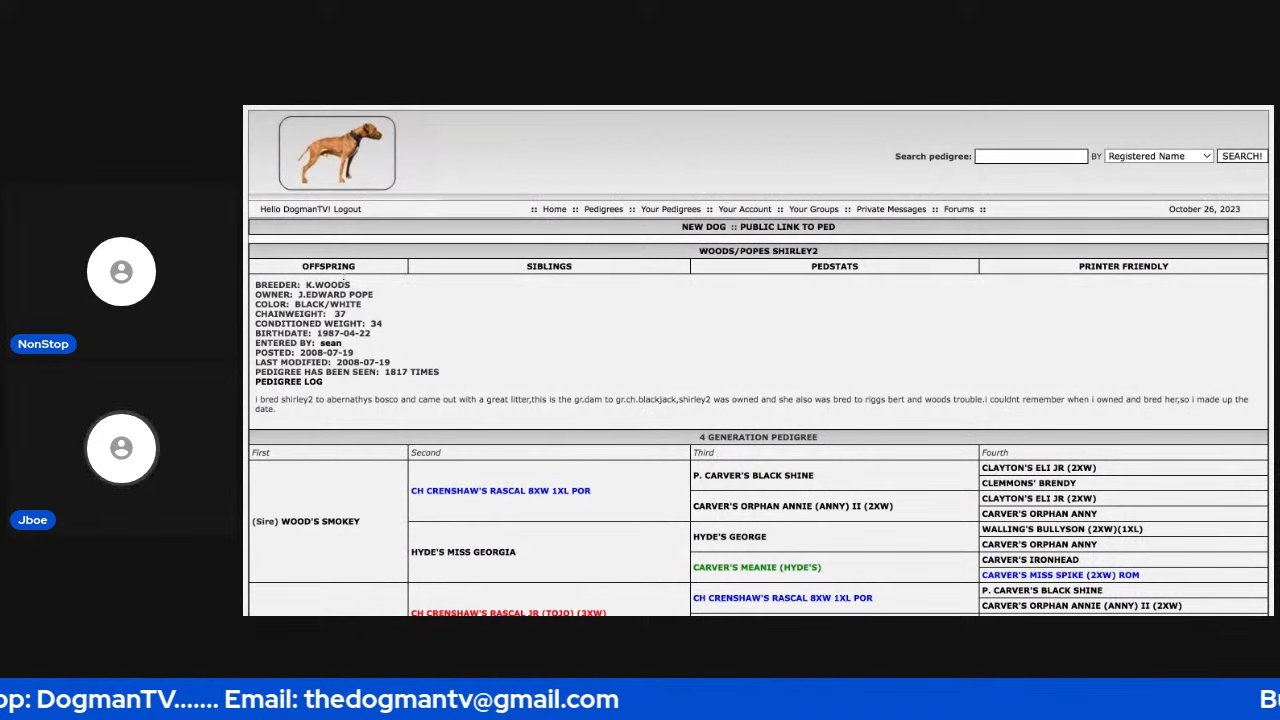 Search pedigree: BY Registered Name SEARCH!
Hello DogmanTV! Logout :: Home :: Pedigrees :: Your Pedigrees :: Your Account :: Your Groups :: Private Messages :: Forums :: October 26, 2023
NEW DOG :: PUBLIC LINK TO PED
WOODS/POPES SHIRLEY2
OFFSPRING SIBLINGS PEDSTATS PRINTER FRIENDLY
BREEDER: K.WOODS
OWNER: J.EDWARD POPE
COLOR: BLACK/WHITE
CHAINWEIGHT: 37
CONDITIONED WEIGHT: 34
BIRTHDATE: 1987-04-22
ENTERED BY: sean
POSTED: 2008-07-19
LAST MODIFIED: 2008-07-19
PEDIGREE HAS BEEN SEEN: 1817 TIMES
PEDIGREE LOG
i bred shirley2 to abernathys bosco and came out with a great litter,this is the gr.dam to gr.ch.blackjack,shirley2 was owned and she also was bred to riggs bert and woods trouble.i couldnt remember when i owned and bred her,so i made up the
date.
4 GENERATION PEDIGREE
First Second Third Fourth
(Sire) WOOD'S SMOKEY
CH CRENSHAW'S RASCAL 8XW 1XL POR
HYDE'S MISS GEORGIA
CH CRENSHAW'S RASCAL JR (TOJO) (3XW)
P. CARVER'S BLACK SHINE
CARVER'S ORPHAN ANNIE (ANNY) II (2XW)
HYDE'S GEORGE
CARVER'S MEANIE (HYDE'S)
CH CRENSHAW'S RASCAL 8XW 1XL POR
CLAYTON'S ELI JR (2XW)
CLEMMONS' BRENDY
CLAYTON'S ELI JR (2XW)
CARVER'S ORPHAN ANNY
WALLING'S BULLYSON (2XW)(1XL)
CARVER'S ORPHAN ANNY
CARVER'S IRONHEAD
CARVER'S MISS SPIKE (2XW) ROM
P. CARVER'S BLACK SHINE
CARVER'S ORPHAN ANNIE (ANNY) II (2XW)
NonStop
Jboe
op: DogmanTV....... Email: thedogmantv@gmail.com